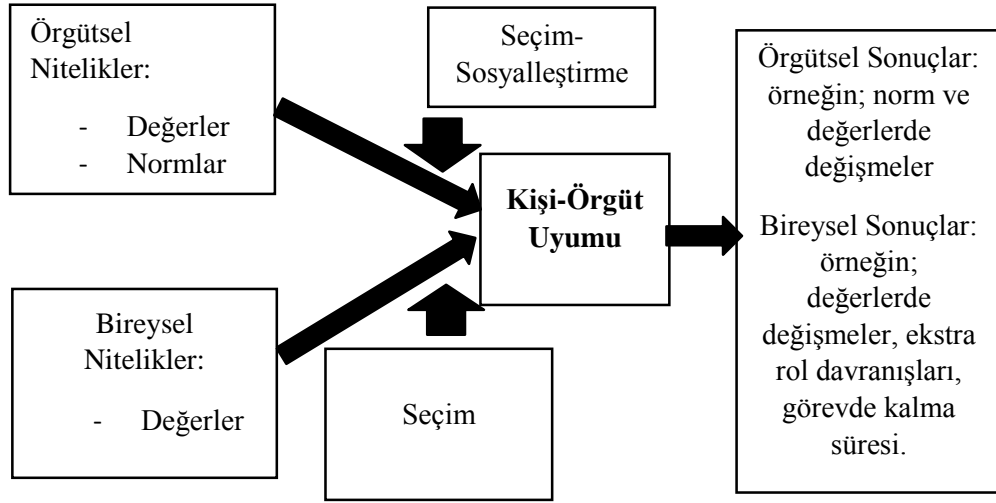 Örgütsel
Nitelikler:
- Değerler
- Normlar
Seçim-
Sosyalleştirme
Bireysel
Nitelikler:
- Değerler
Seçim
Kişi-Örgüt
Uyumu
Örgütsel Sonuçlar:
örneğin; norm ve
değerlerde
değişmeler
Bireysel Sonuçlar:
örneğin;
değerlerde
değişmeler, ekstra
rol davranışları,
görevde kalma
süresi.